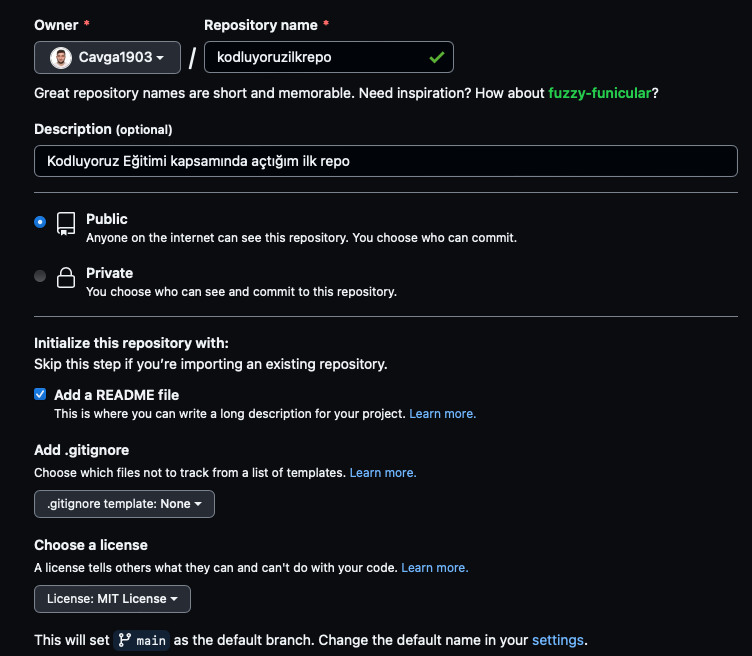 Owner * Repository name *
Cavga1903 / kodluyoruzilkrepo
Great repository names are short and memorable. Need inspiration? How about fuzzy-funicular?
Description (optional)
Kodluyoruz Eğitimi kapsamında açtığım ilk repo
Public
Anyone on the internet can see this repository. You choose who can commit.
Private
You choose who can see and commit to this repository.
Initialize this repository with:
Skip this step if you’re importing an existing repository.
Add a README file
This is where you can write a long description for your project. Learn more.
Add .gitignore
Choose which files not to track from a list of templates. Learn more.
.gitignore template: None
Choose a license
A license tells others what they can and can't do with your code. Learn more.
License: MIT License
This will set main as the default branch. Change the default name in your settings.